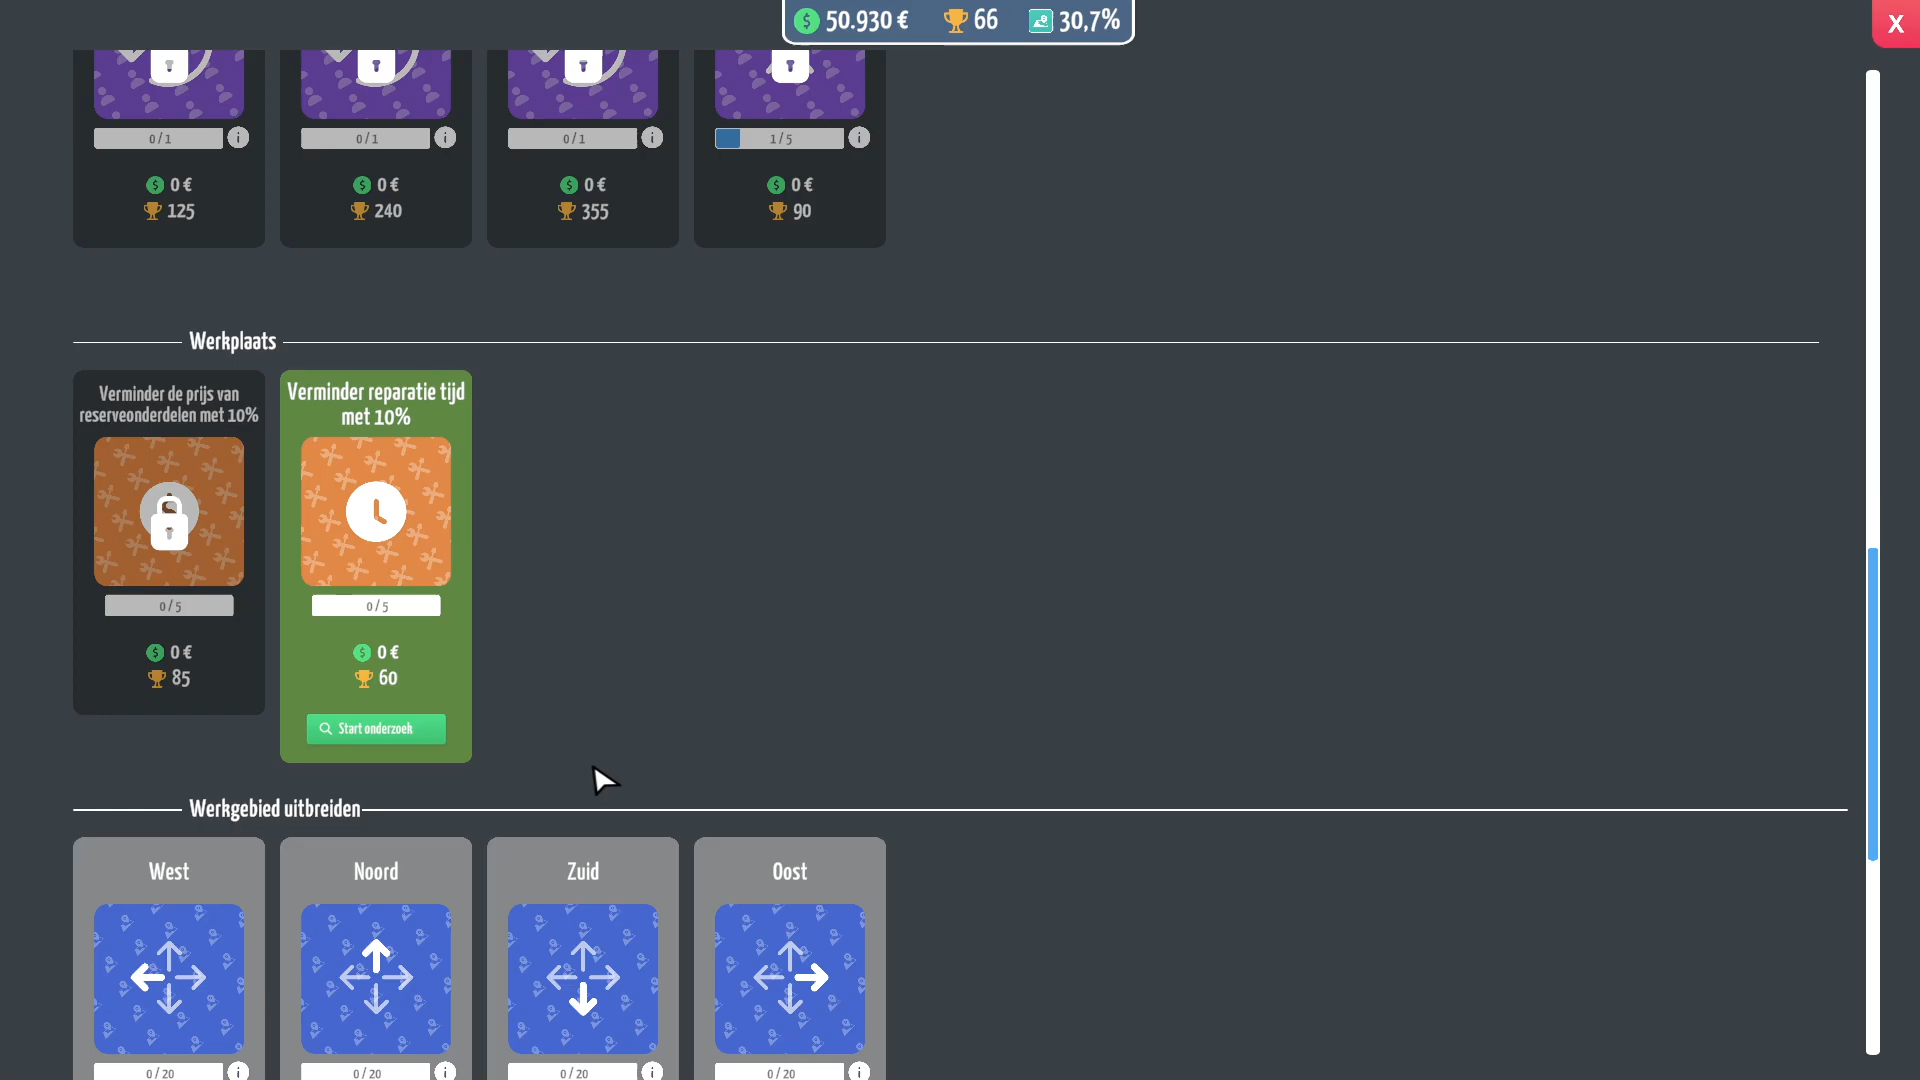 50.930 € 66 30,7%
X
0 / 1 i 0 / 1 i 0 / 1 i 1 / 5 i
$ 0 € $ 0 € $ 0 € $ 0 €
125 240 355 90
Werkplaats
Verminder de prijs van
reserveonderdelen met 10%
0 / 5
$ 0 €
85
Verminder reparatie tijd
met 10%
0 / 5
$ 0 €
60
Start onderzoek
Werkgebied uitbreiden
West Noord Zuid Oost
0 / 20 i 0 / 20 i 0 / 20 i 0 / 20 i